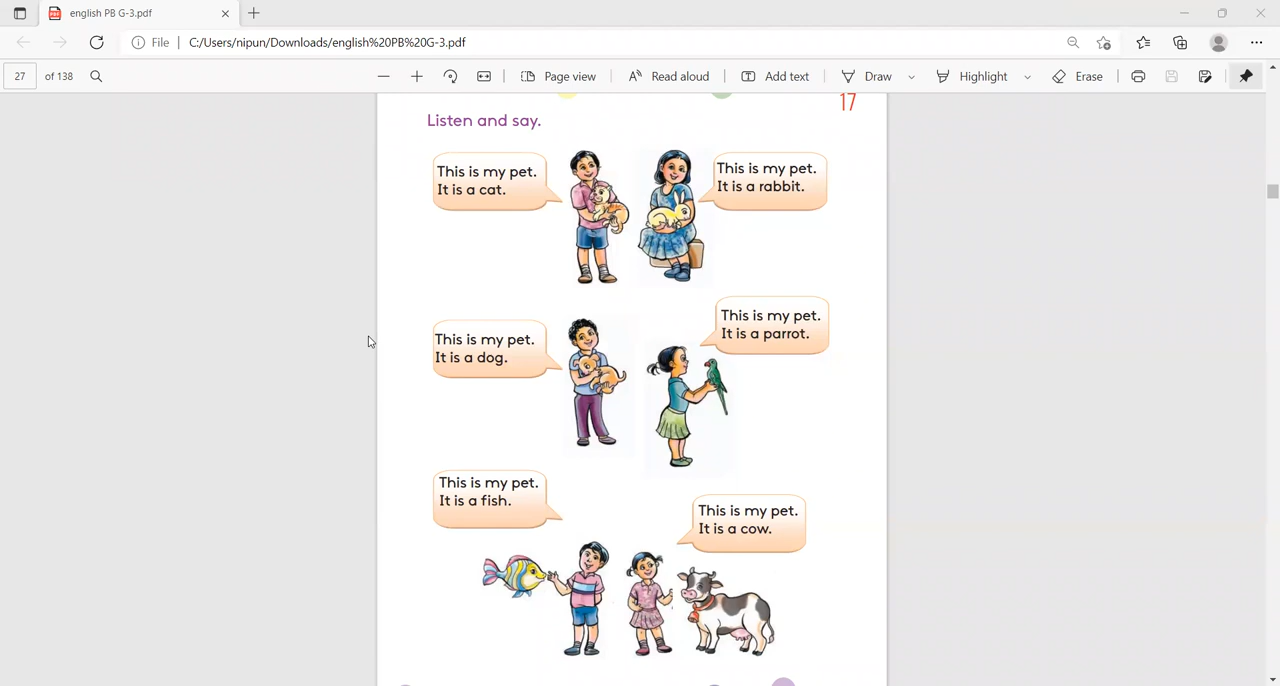 english PB G-3.pdf
File
C:/Users/nipun/Downloads/english%20PB%20G-3.pdf
27
of 138
Page view
Read aloud
Add text
Draw
Highlight
Erase
17
Listen and say.
This is my pet.
It is a cat.
This is my pet.
It is a rabbit.
This is my pet.
It is a dog.
This is my pet.
It is a parrot.
This is my pet.
It is a fish.
This is my pet.
It is a cow.